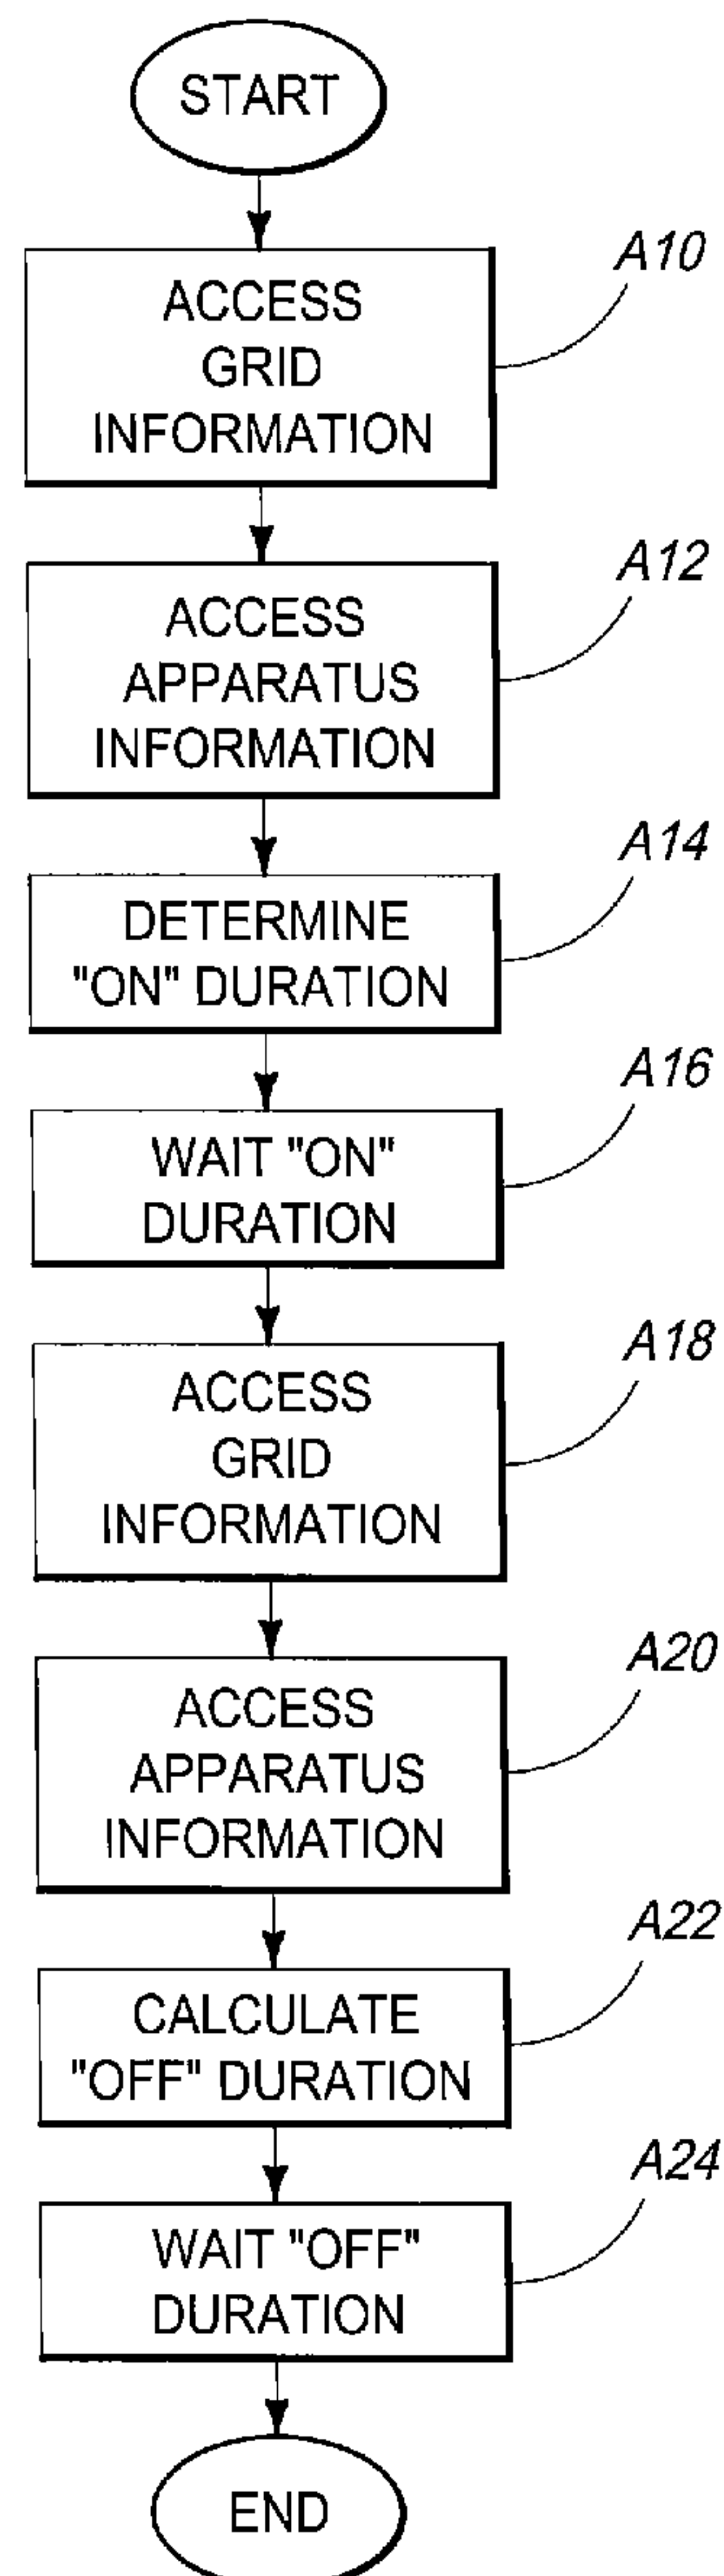 START
A10
ACCESS
GRID
INFORMATION
A12
ACCESS
APPARATUS
INFORMATION
A14
DETERMINE
"ON" DURATION
A16
WAIT "ON"
DURATION
A18
ACCESS
GRID
INFORMATION
A20
ACCESS
APPARATUS
INFORMATION
A22
CALCULATE
"OFF" DURATION
A24
WAIT "OFF"
DURATION
END